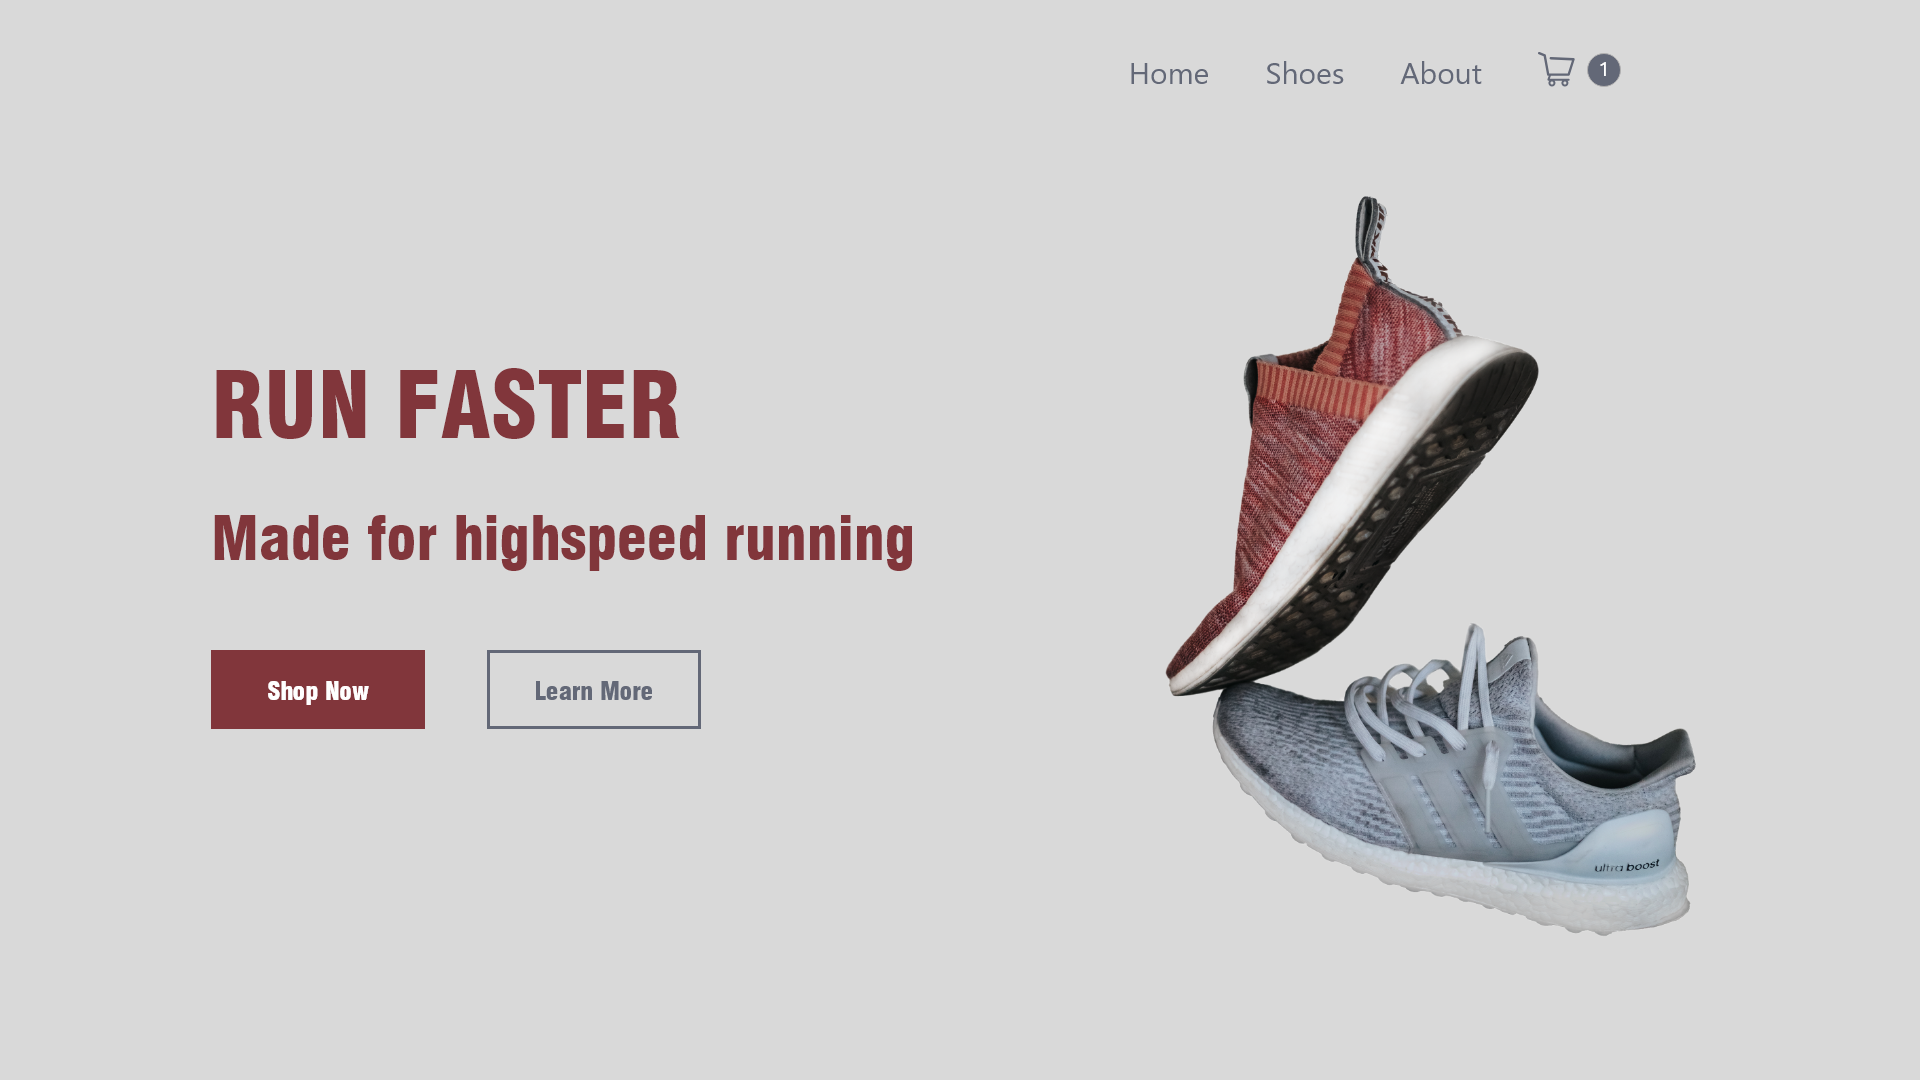 Home Shoes About 1
RUN FASTER
Made for highspeed running
Shop Now Learn More
ultra boost